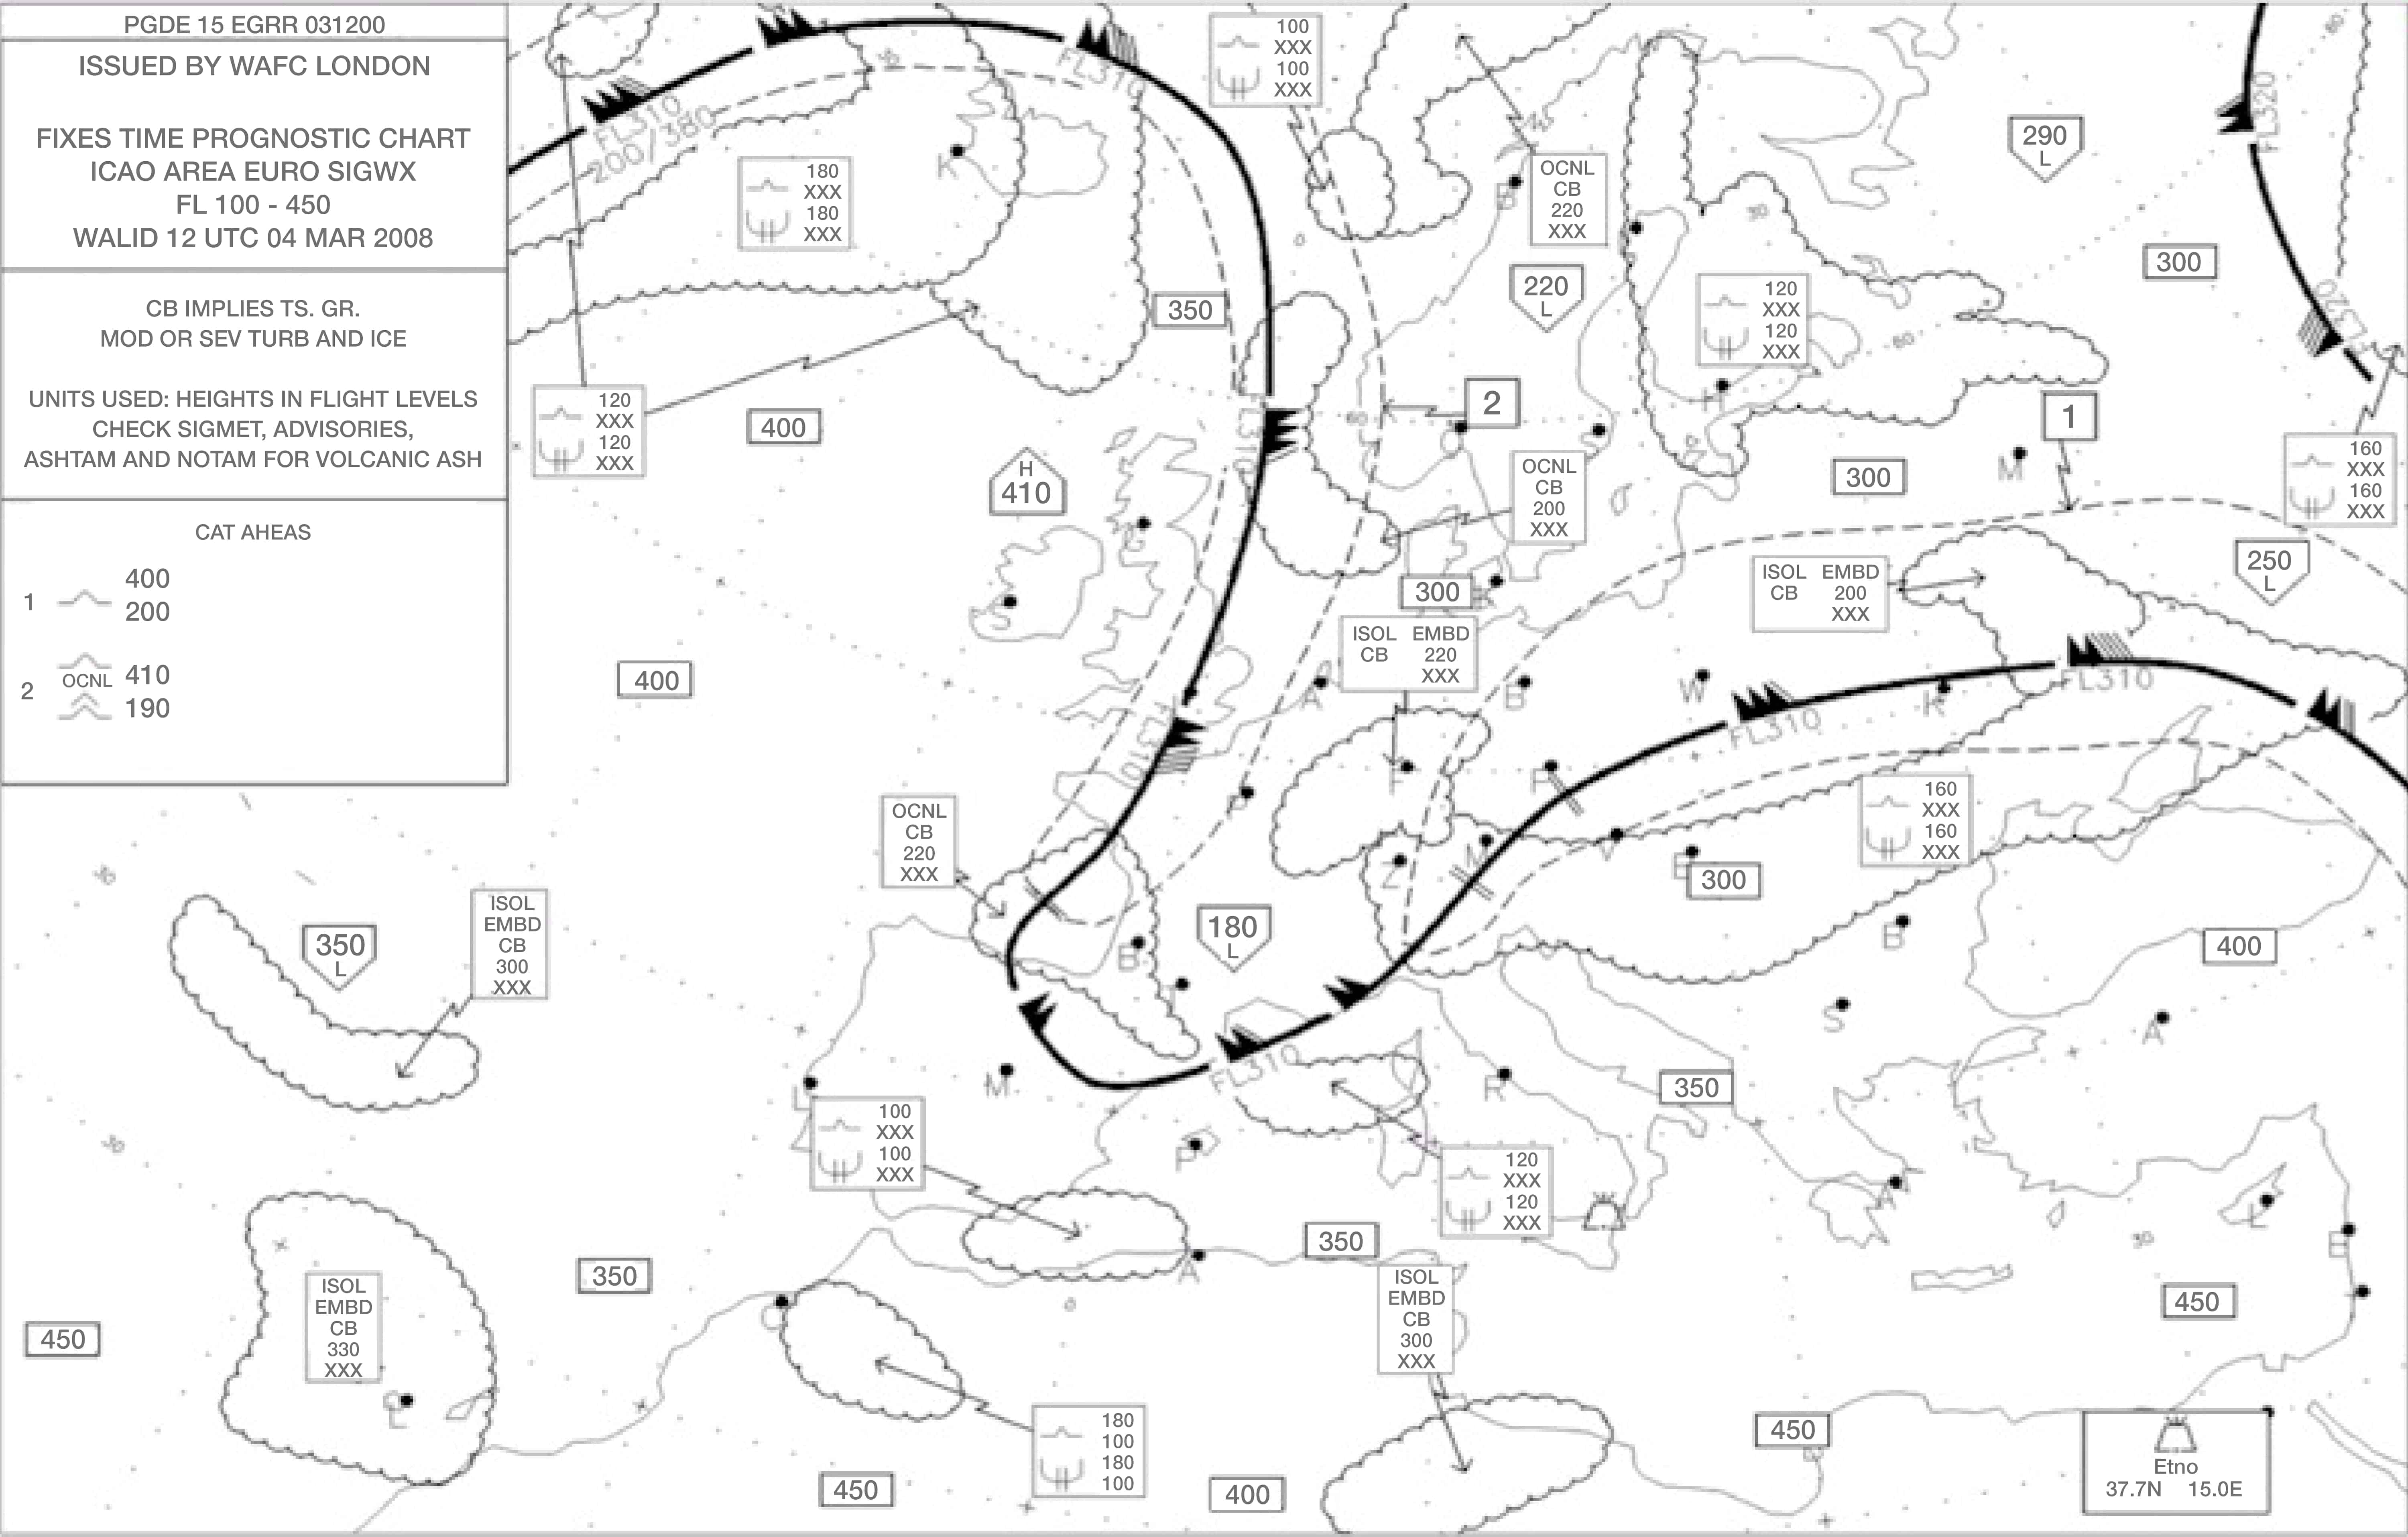 PGDE 15 EGRR 031200
ISSUED BY WAFC LONDON
FIXES TIME PROGNOSTIC CHART
ICAO AREA EURO SIGWX
FL 100 - 450
WALID 12 UTC 04 MAR 2008
CB IMPLIES TS. GR.
MOD OR SEV TURB AND ICE
UNITS USED: HEIGHTS IN FLIGHT LEVELS
CHECK SIGMET, ADVISORIES,
ASHTAM AND NOTAM FOR VOLCANIC ASH
CAT AHEAS
1
400
200
2
OCNL
410
190
FL310
200/380
FL310
100
XXX
100
XXX
180
XXX
180
XXX
K
OCNL
CB
220
XXX
B
290
L
FL320
300
220
L
350
120
XXX
120
XXX
120
XXX
120
XXX
400
H
410
2
1
O
S
H
M
300
160
XXX
160
XXX
OCNL
CB
200
XXX
S
300
ISOL EMBD
CB 220
XXX
ISOL EMBD
CB 200
XXX
250
L
400
A
B
W
K
FL310
FL310
FL310
P
OCNL
CB
220
XXX
Z
M
V
B
300
160
XXX
160
XXX
350
L
ISOL
EMBD
CB
300
XXX
180
L
B
B
400
S
A
M
FL310
R
350
L
100
XXX
100
XXX
P
120
XXX
120
XXX
A
L
B
A
350
350
450
ISOL
EMBD
CB
330
XXX
C
ISOL
EMBD
CB
300
XXX
450
180
100
180
100
450
400
450
Etno
37.7N 15.0E